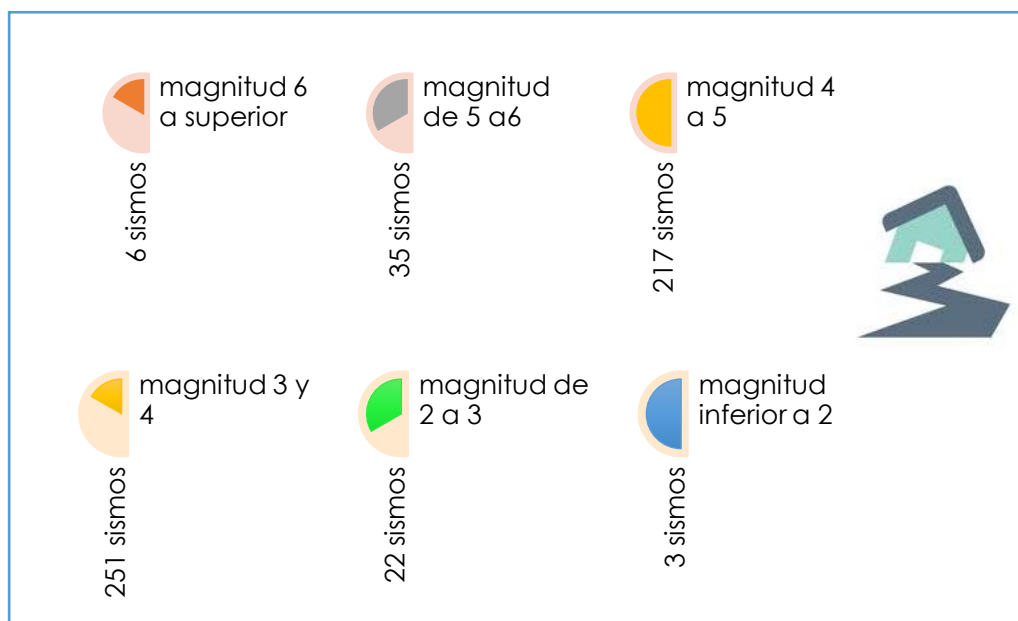 magnitud 6
a superior
6 sismos
magnitud
de 5 a6
35 sismos
magnitud 4
a 5
217 sismos
magnitud 3 y
4
251 sismos
magnitud de
2 a 3
22 sismos
magnitud
inferior a 2
3 sismos